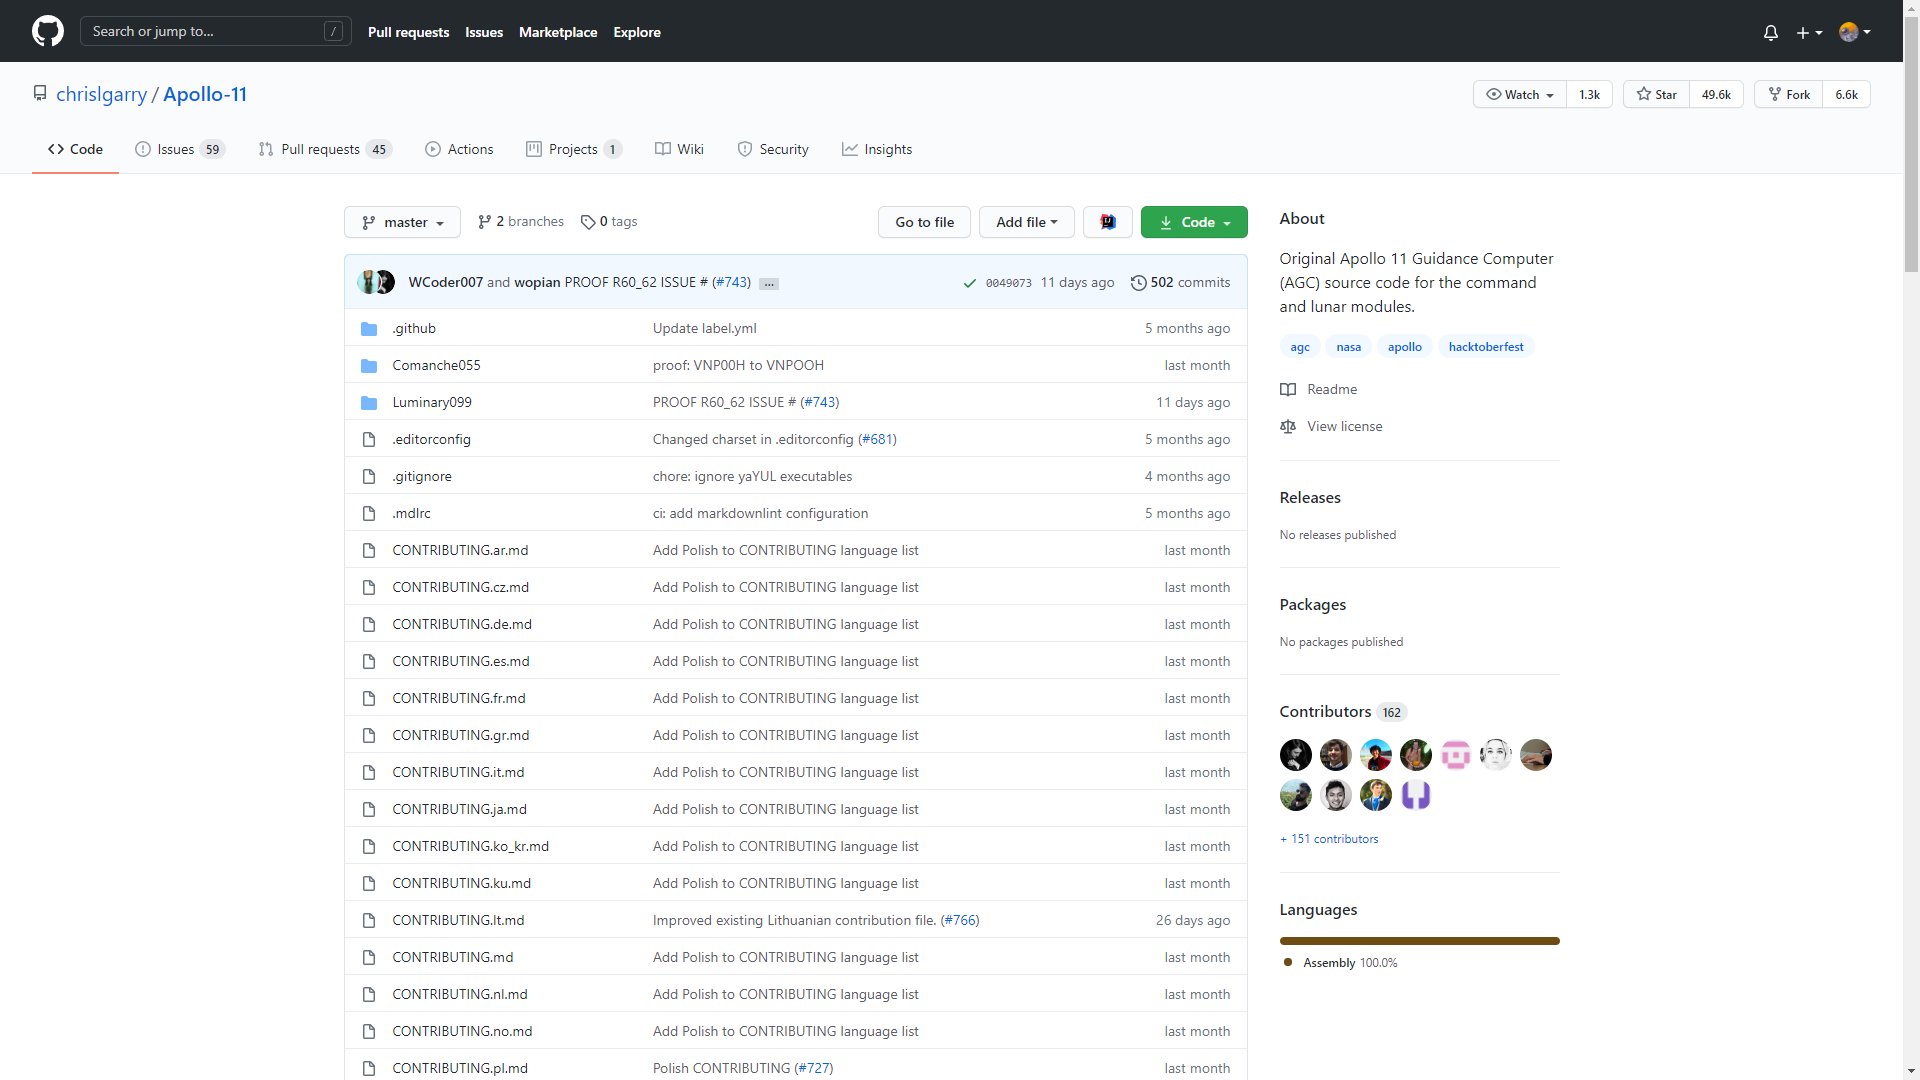 Search or jump to... /
Pull requests Issues Marketplace Explore
chrislgarry / Apollo-11
Watch 1.3k Star 49.6k Fork 6.6k
Code Issues 59 Pull requests 45 Actions Projects 1 Wiki Security Insights
master 2 branches 0 tags Go to file Add file Code
WCoder007 and wopian PROOF R60_62 ISSUE # (#743) ... 0049073 11 days ago 502 commits
.github Update label.yml 5 months ago
Comanche055 proof: VNP00H to VNPOOH last month
Luminary099 PROOF R60_62 ISSUE # (#743) 11 days ago
.editorconfig Changed charset in .editorconfig (#681) 5 months ago
.gitignore chore: ignore yaYUL executables 4 months ago
.mdlrc ci: add markdownlint configuration 5 months ago
CONTRIBUTING.ar.md Add Polish to CONTRIBUTING language list last month
CONTRIBUTING.cz.md Add Polish to CONTRIBUTING language list last month
CONTRIBUTING.de.md Add Polish to CONTRIBUTING language list last month
CONTRIBUTING.es.md Add Polish to CONTRIBUTING language list last month
CONTRIBUTING.fr.md Add Polish to CONTRIBUTING language list last month
CONTRIBUTING.gr.md Add Polish to CONTRIBUTING language list last month
CONTRIBUTING.it.md Add Polish to CONTRIBUTING language list last month
CONTRIBUTING.ja.md Add Polish to CONTRIBUTING language list last month
CONTRIBUTING.ko_kr.md Add Polish to CONTRIBUTING language list last month
CONTRIBUTING.ku.md Add Polish to CONTRIBUTING language list last month
CONTRIBUTING.lt.md Improved existing Lithuanian contribution file. (#766) 26 days ago
CONTRIBUTING.md Add Polish to CONTRIBUTING language list last month
CONTRIBUTING.nl.md Add Polish to CONTRIBUTING language list last month
CONTRIBUTING.no.md Add Polish to CONTRIBUTING language list last month
CONTRIBUTING.pl.md Polish CONTRIBUTING (#727) last month
About
Original Apollo 11 Guidance Computer
(AGC) source code for the command
and lunar modules.
agc nasa apollo hacktoberfest
Readme
View license
Releases
No releases published
Packages
No packages published
Contributors 162
+ 151 contributors
Languages
Assembly 100.0%